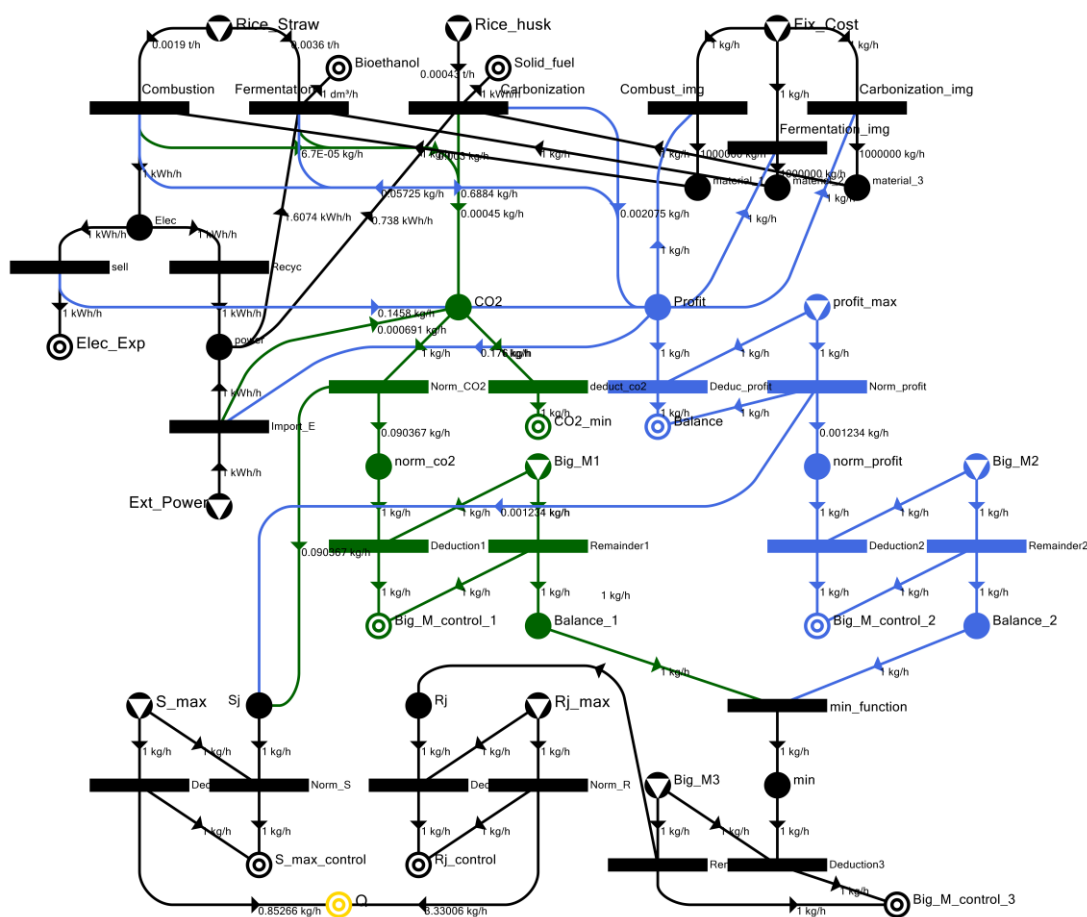 Rice_Straw
Rice_husk
Fix_Cost
0.0019 t/h
0.0036 t/h
1 kg/h
1 kg/h
Bioethanol
Solid_fuel
0.00043 t/h
1 kg/h
Combustion
Fermentation
Carbonization
Combust_img
Carbonization_img
1 dm³/h
1 kWh/h
Fermentation_img
6.7E-05 kg/h
1 kg/h
1 kg/h
1 kg/h
1000000 kg/h
1000000 kg/h
1 kWh/h
0.05725 kg/h
0.6884 kg/h
1000000 kg/h
material_3
1.6074 kWh/h
0.738 kWh/h
0.00045 kg/h
0.002075 kg/h
1 kg/h
Elec
1 kWh/h
1 kWh/h
1 kg/h
1 kg/h
sell
Recyc
CO2
Profit
profit_max
1 kWh/h
1 kWh/h
0.1458 kg/h
0.000691 kg/h
Elec_Exp
power
1 kg/h
1 kg/h
1 kg/h
1 kg/h
1 kWh/h
Norm_CO2
deduct_co2
Deduc_profit
Norm_profit
1 kg/h
1 kg/h
1 kg/h
Import_E
0.090367 kg/h
CO2_min
Balance
0.001234 kg/h
1 kWh/h
norm_co2
Big_M1
norm_profit
Big_M2
Ext_Power
1 kg/h
1 kg/h
0.001234 kg/h
1 kg/h
1 kg/h
1 kg/h
0.090367 kg/h
Deduction1
Remainder1
Deduction2
Remainder2
1 kg/h
1 kg/h
1 kg/h
1 kg/h
1 kg/h
1 kg/h
1 kg/h
Big_M_control_1
Balance_1
Big_M_control_2
Balance_2
1 kg/h
1 kg/h
S_max
Sj
Rj
Rj_max
min_function
1 kg/h
1 kg/h
1 kg/h
1 kg/h
1 kg/h
1 kg/h
1 kg/h
Norm_S
Norm_R
Big_M3
min
1 kg/h
1 kg/h
1 kg/h
1 kg/h
1 kg/h
1 kg/h
1 kg/h
S_max_control
Rj_control
Deduction3
1 kg/h
0.85266 kg/h
Q
3.33006 kg/h
1 kg/h
Big_M_control_3